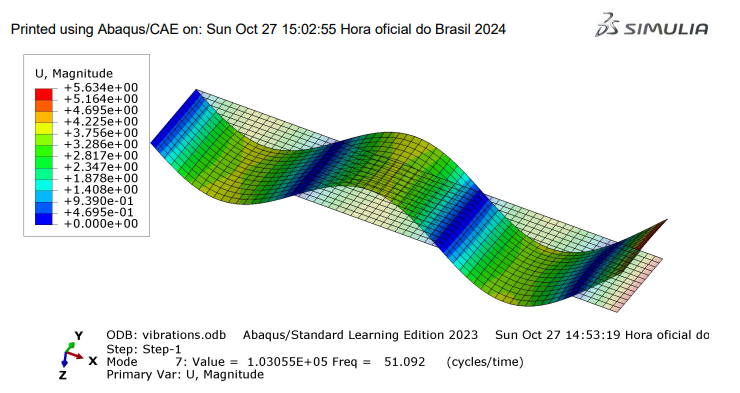 Printed using Abaqus/CAE on: Sun Oct 27 15:02:55 Hora oficial do Brasil 2024
SIMULIA
U, Magnitude
+5.634e+00
+5.164e+00
+4.695e+00
+4.225e+00
+3.756e+00
+3.286e+00
+2.817e+00
+2.347e+00
+1.878e+00
+1.408e+00
+9.390e-01
+4.695e-01
+0.000e+00
Y
X
Z
ODB: vibrations.odb Abaqus/Standard Learning Edition 2023 Sun Oct 27 14:53:19 Hora oficial do
Step: Step-1
Mode 7: Value = 1.03055E+05 Freq = 51.092 (cycles/time)
Primary Var: U, Magnitude